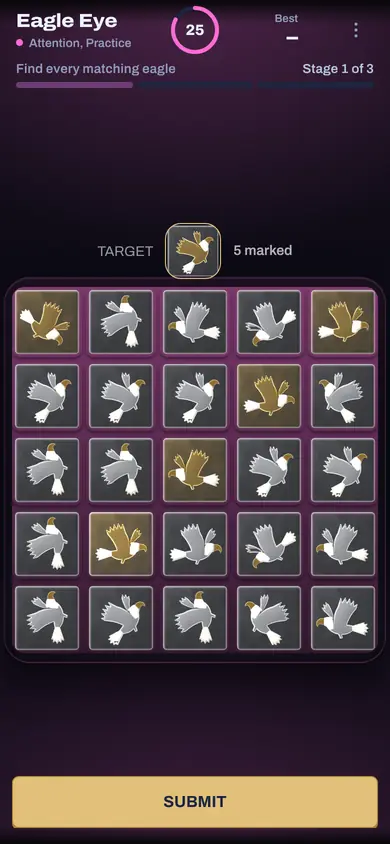 Eagle Eye
Attention, Practice
25
Best
–
Find every matching eagle
Stage 1 of 3
TARGET
5 marked
SUBMIT